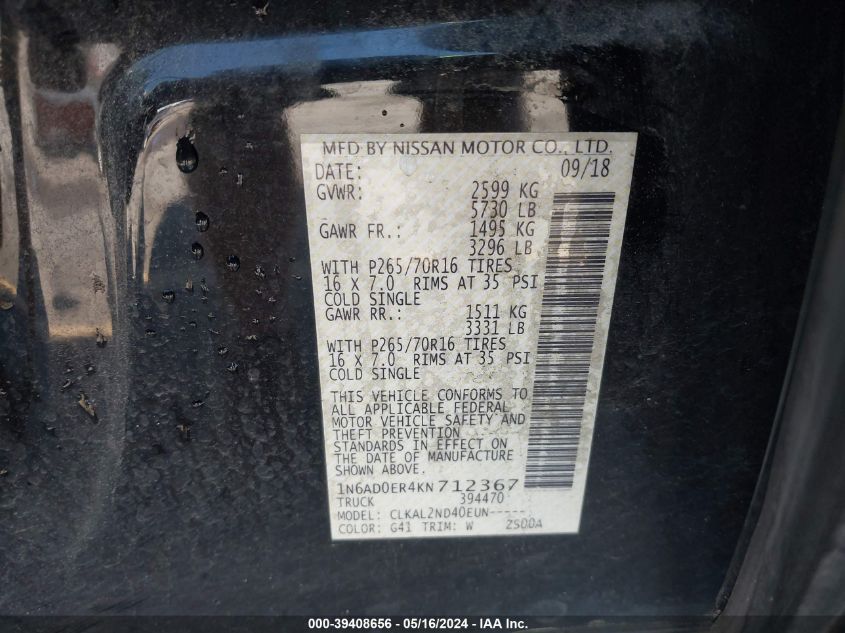 MFD BY NISSAN MOTOR CO., LTD.
DATE: 09/18
GVWR: 2599 KG
5730 LB
GAWR FR.: 1495 KG
3296 LB
WITH P265/70R16 TIRES
16 X 7.0 RIMS AT 35 PSI
COLD SINGLE
GAWR RR.: 1511 KG
3331 LB
WITH P265/70R16 TIRES
16 X 7.0 RIMS AT 35 PSI
COLD SINGLE
THIS VEHICLE CONFORMS TO
ALL APPLICABLE FEDERAL
MOTOR VEHICLE SAFETY AND
THEFT PREVENTION
STANDARDS IN EFFECT ON
THE DATE OF MANUFACTURE
SHOWN ABOVE.
1N6AD0ER4KN712367
TRUCK 394470
MODEL: CLKAL2ND40EUN-----
COLOR: G41 TRIM: W ZS00A
000-39408656 - 05/16/2024 - IAA Inc.